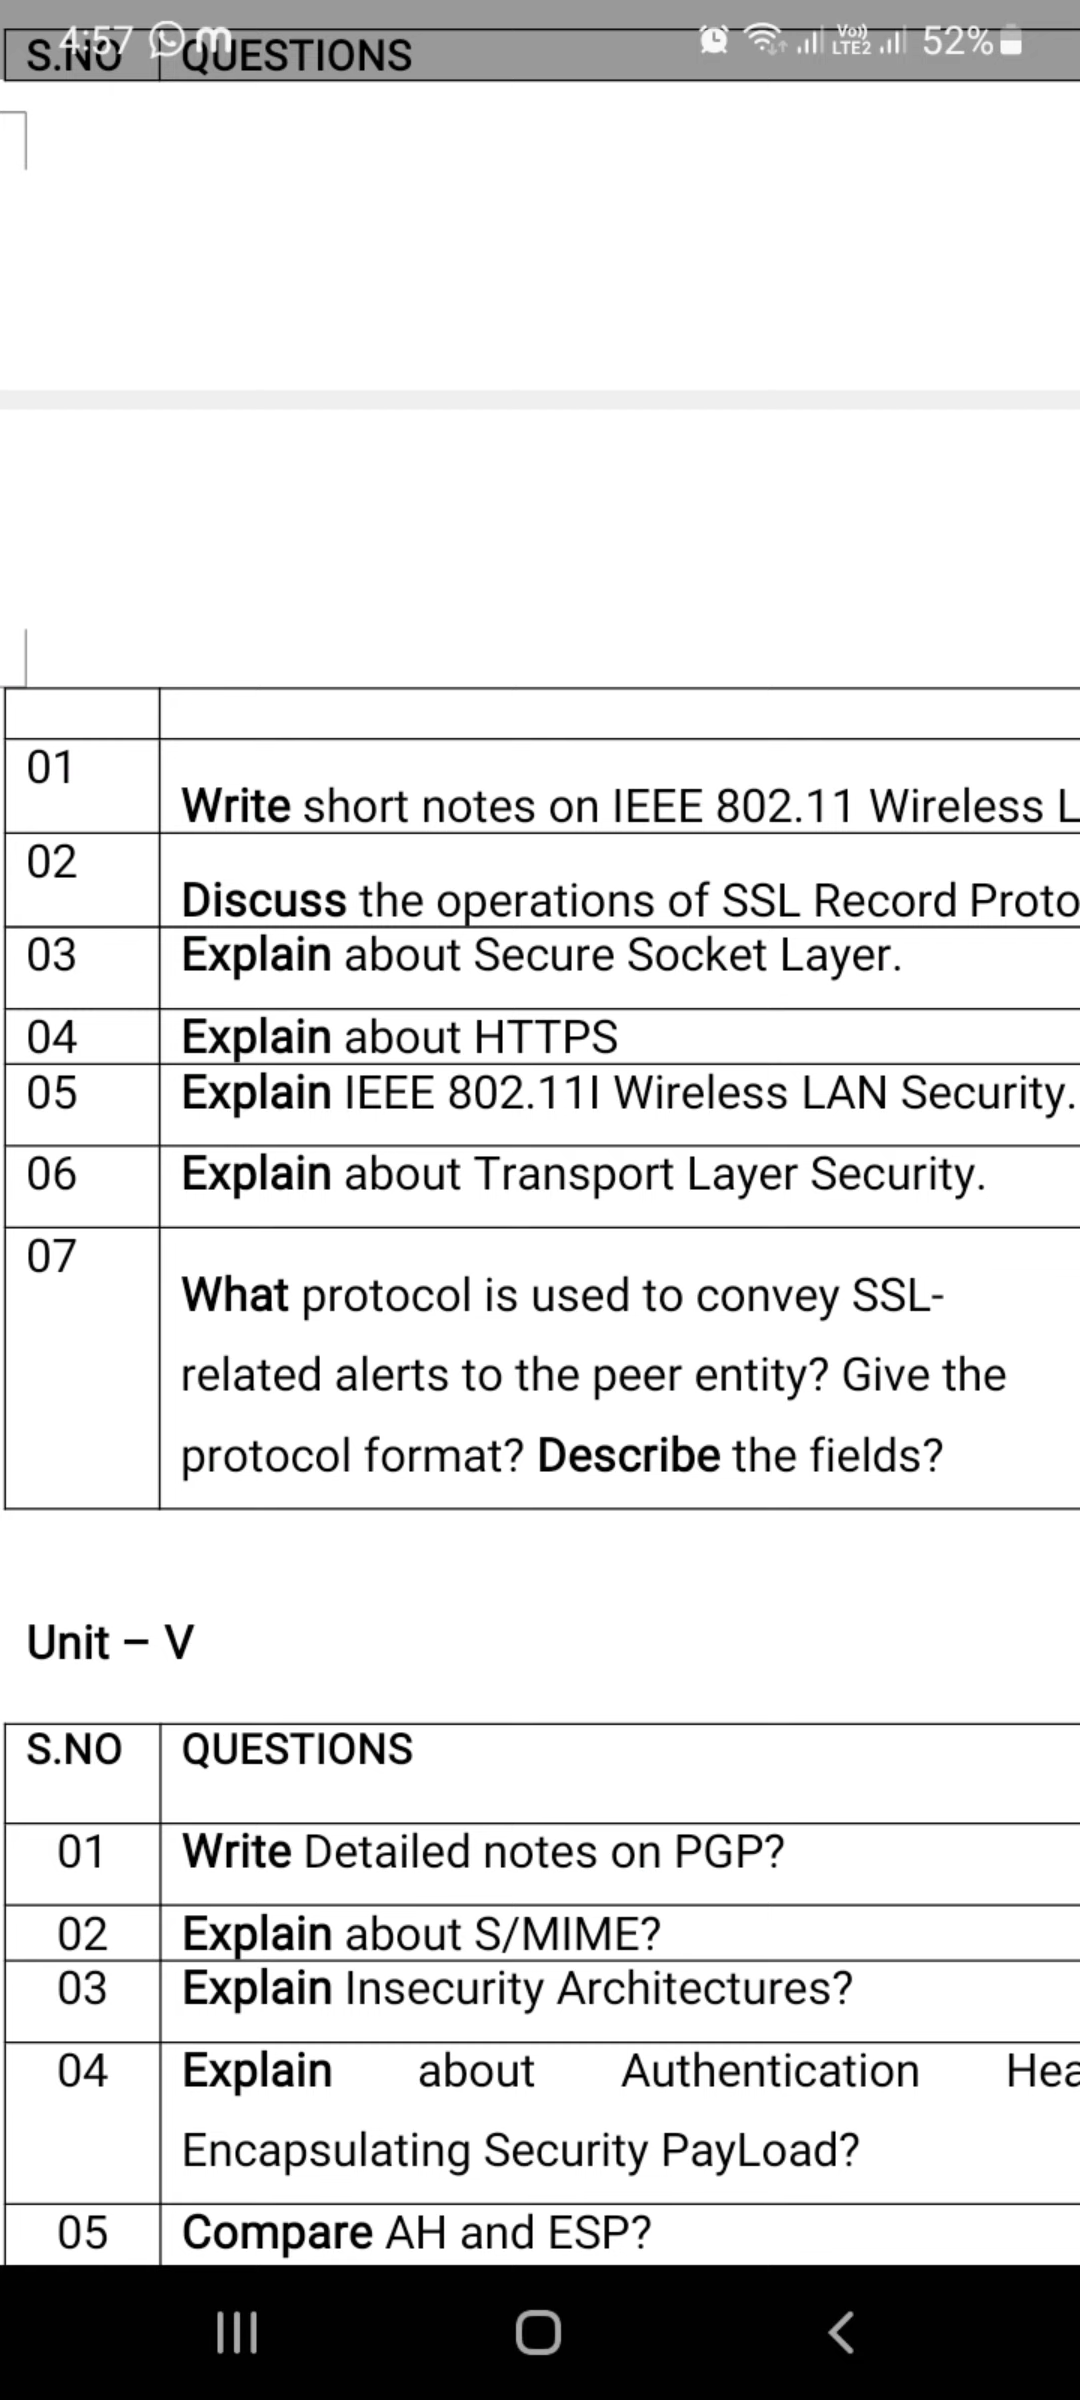 4:57 52%
Vo)) LTE2
S.NO QUESTIONS
01
Write short notes on IEEE 802.11 Wireless L
02
Discuss the operations of SSL Record Proto
03 Explain about Secure Socket Layer.
04 Explain about HTTPS
05 Explain IEEE 802.11I Wireless LAN Security.
06 Explain about Transport Layer Security.
07
What protocol is used to convey SSL-
related alerts to the peer entity? Give the
protocol format? Describe the fields?
Unit – V
S.NO QUESTIONS
01 Write Detailed notes on PGP?
02 Explain about S/MIME?
03 Explain Insecurity Architectures?
04 Explain about Authentication Hea
Encapsulating Security PayLoad?
05 Compare AH and ESP?